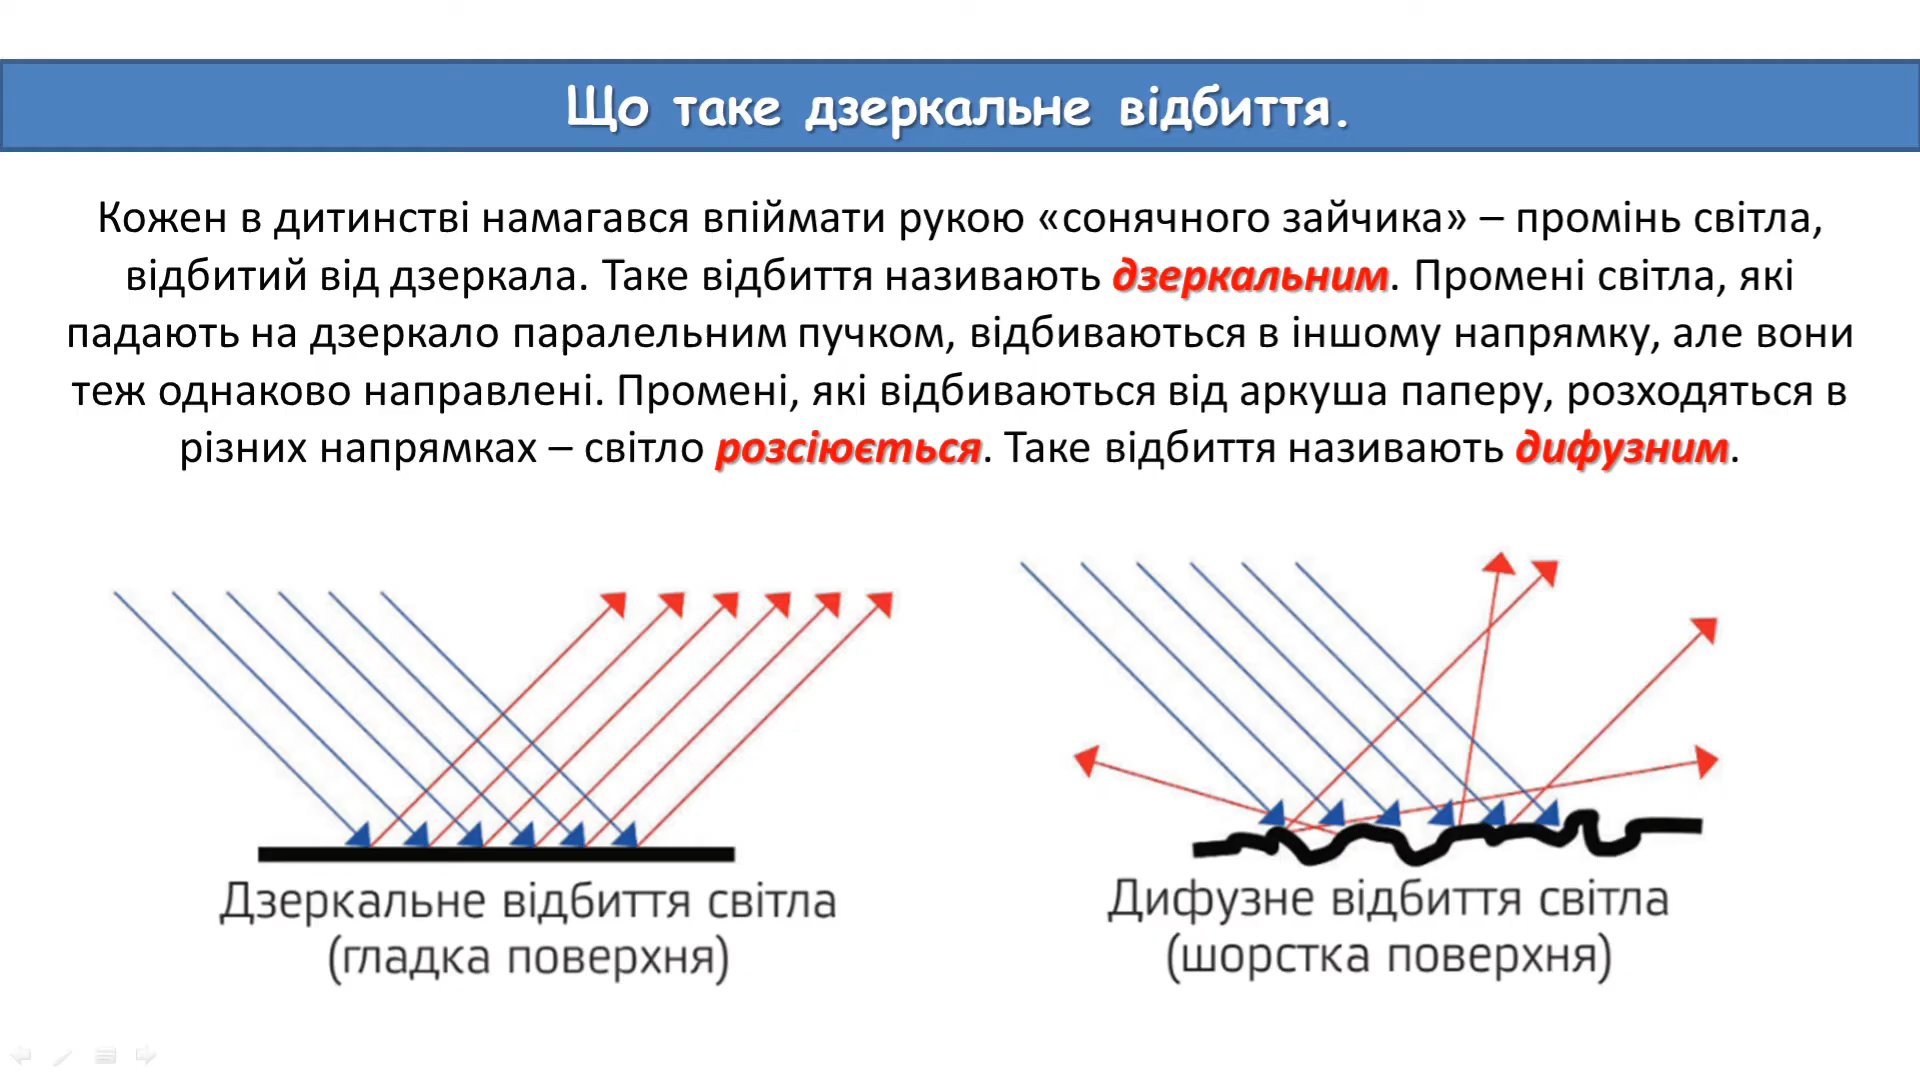 Що таке дзеркальне відбиття.
Кожен в дитинстві намагався впіймати рукою «сонячного зайчика» – промінь світла,
відбитий від дзеркала. Таке відбиття називають дзеркальним. Промені світла, які
падають на дзеркало паралельним пучком, відбиваються в іншому напрямку, але вони
теж однаково направлені. Промені, які відбиваються від аркуша паперу, розходяться в
різних напрямках – світло розсіюється. Таке відбиття називають дифузним.
Дзеркальне відбиття світла
(гладка поверхня)
Дифузне відбиття світла
(шорстка поверхня)